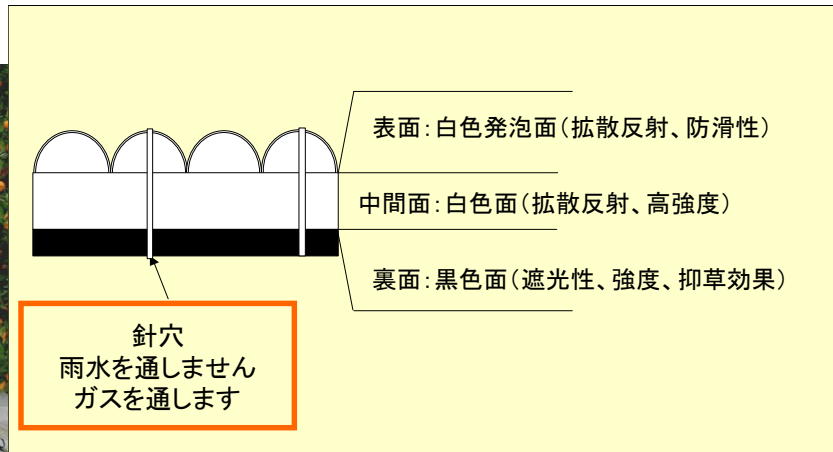 表面：白色発泡面（拡散反射、防滑性）
中間面：白色面（拡散反射、高強度）
裏面：黒色面（遮光性、強度、抑草効果）
針穴
雨水を通しません
ガスを通します